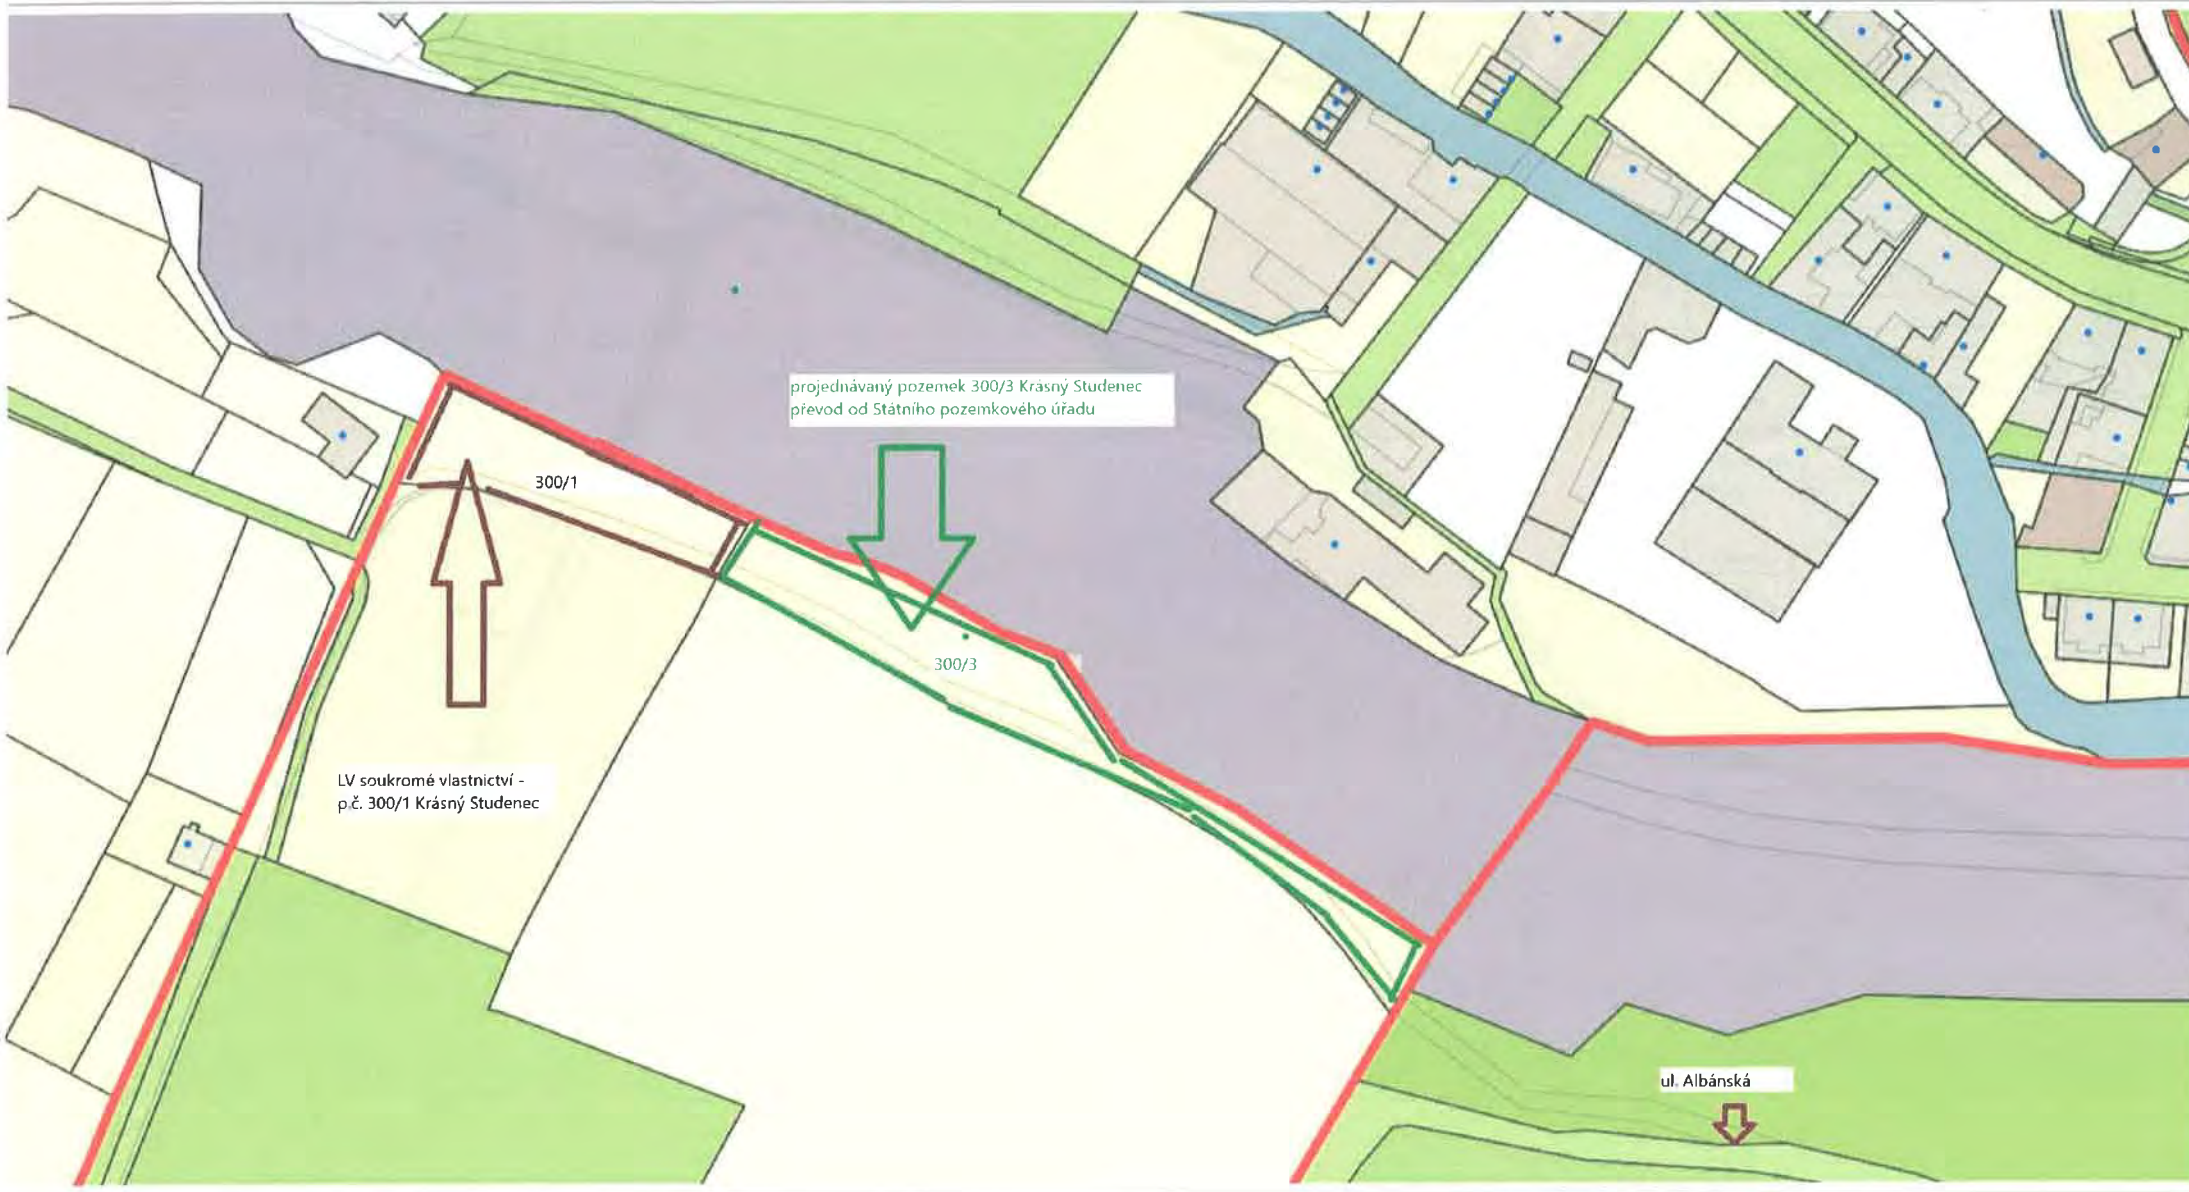 projednávaný pozemek 300/3 Krásný Studenec
převod od Státního pozemkového úřadu
300/1
300/3
LV soukromé vlastnictví -
p.č. 300/1 Krásný Studenec
ul. Albánská